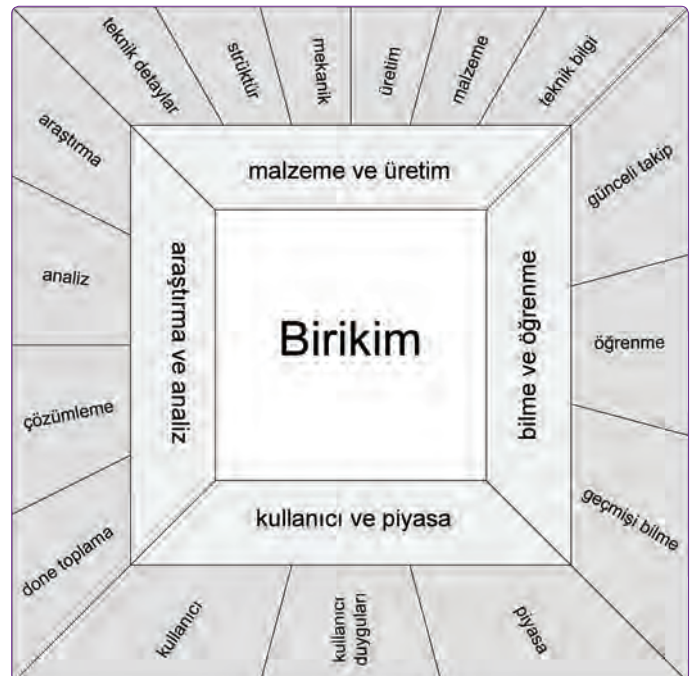 teknik detaylar
strüktür
mekanik
üretim
malzeme
teknik bilgi
araştırma
analiz
çözümleme
done toplama
malzeme ve üretim
araştırma ve analiz
Birikim
bilme ve öğrenme
kullanıcı ve piyasa
günceli takip
öğrenme
geçmişi bilme
kullanıcı
kullanıcı
duyguları
piyasa